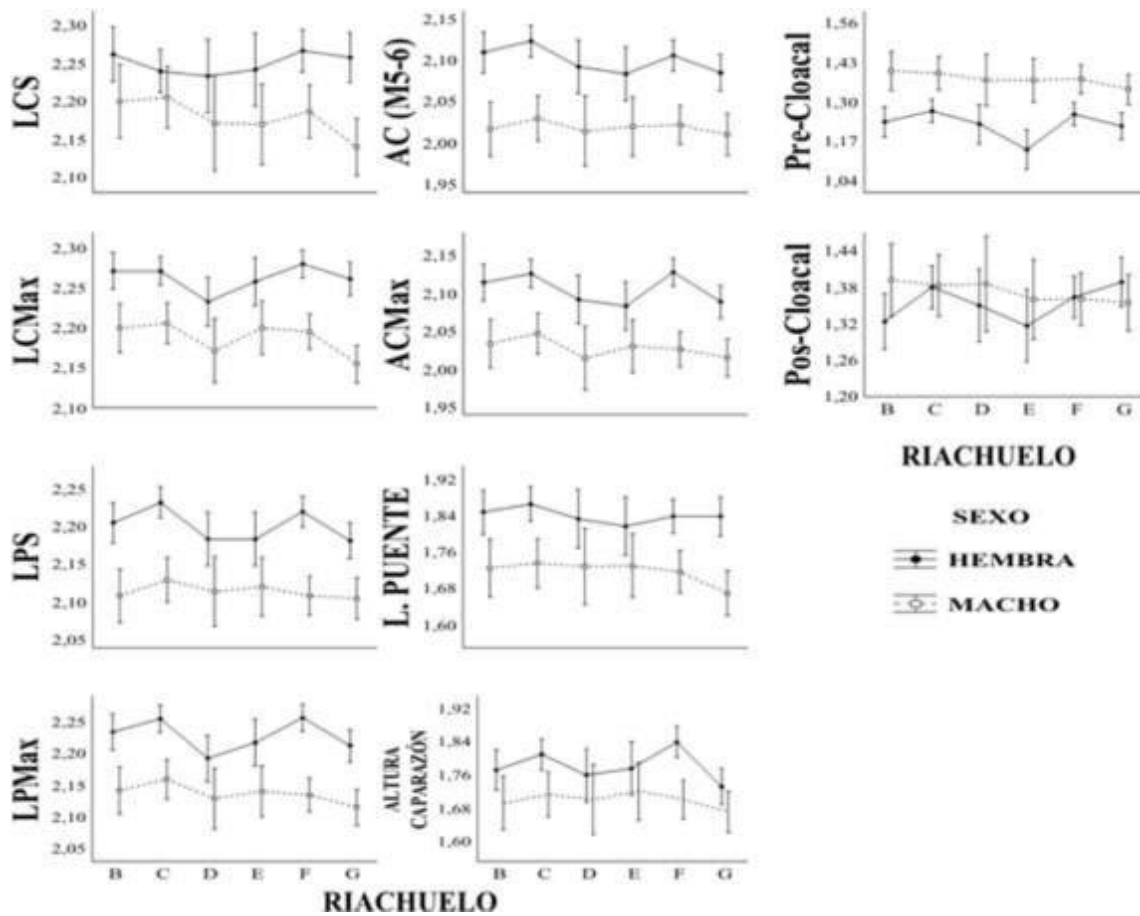 LCS
2,30
2,25
2,20
2,15
2,10
AC (M5-6)
2,15
2,10
2,05
2,00
1,95
Pre-Cloacal
1,56
1,43
1,30
1,17
1,04
LCMax
2,30
2,25
2,20
2,15
2,10
ACMax
2,15
2,10
2,05
2,00
1,95
Pos-Cloacal
1,44
1,38
1,32
1,26
1,20
B C D E F G
RIACHUELO
LPS
2,25
2,20
2,15
2,10
2,05
L. PUENTE
1,92
1,84
1,76
1,68
1,60
SEXO
HEMBRA
MACHO
LPMax
2,25
2,20
2,15
2,10
2,05
B C D E F G
ALTURA
CAPARAZÓN
1,92
1,84
1,76
1,68
1,60
B C D E F G
RIACHUELO